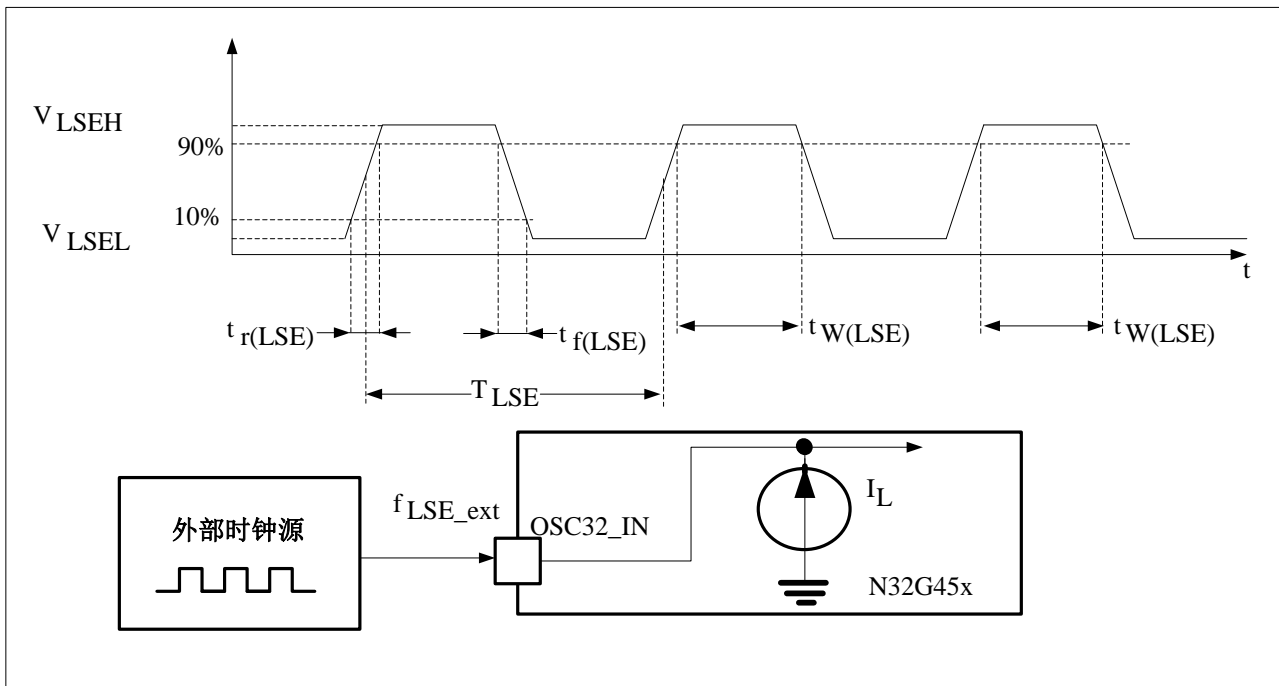 V LSEH
90%
10%
V LSEL
t
t r(LSE)
t f(LSE)
t W(LSE)
t W(LSE)
T LSE
外部时钟源
f LSE_ext
OSC32_IN
I L
N32G45x